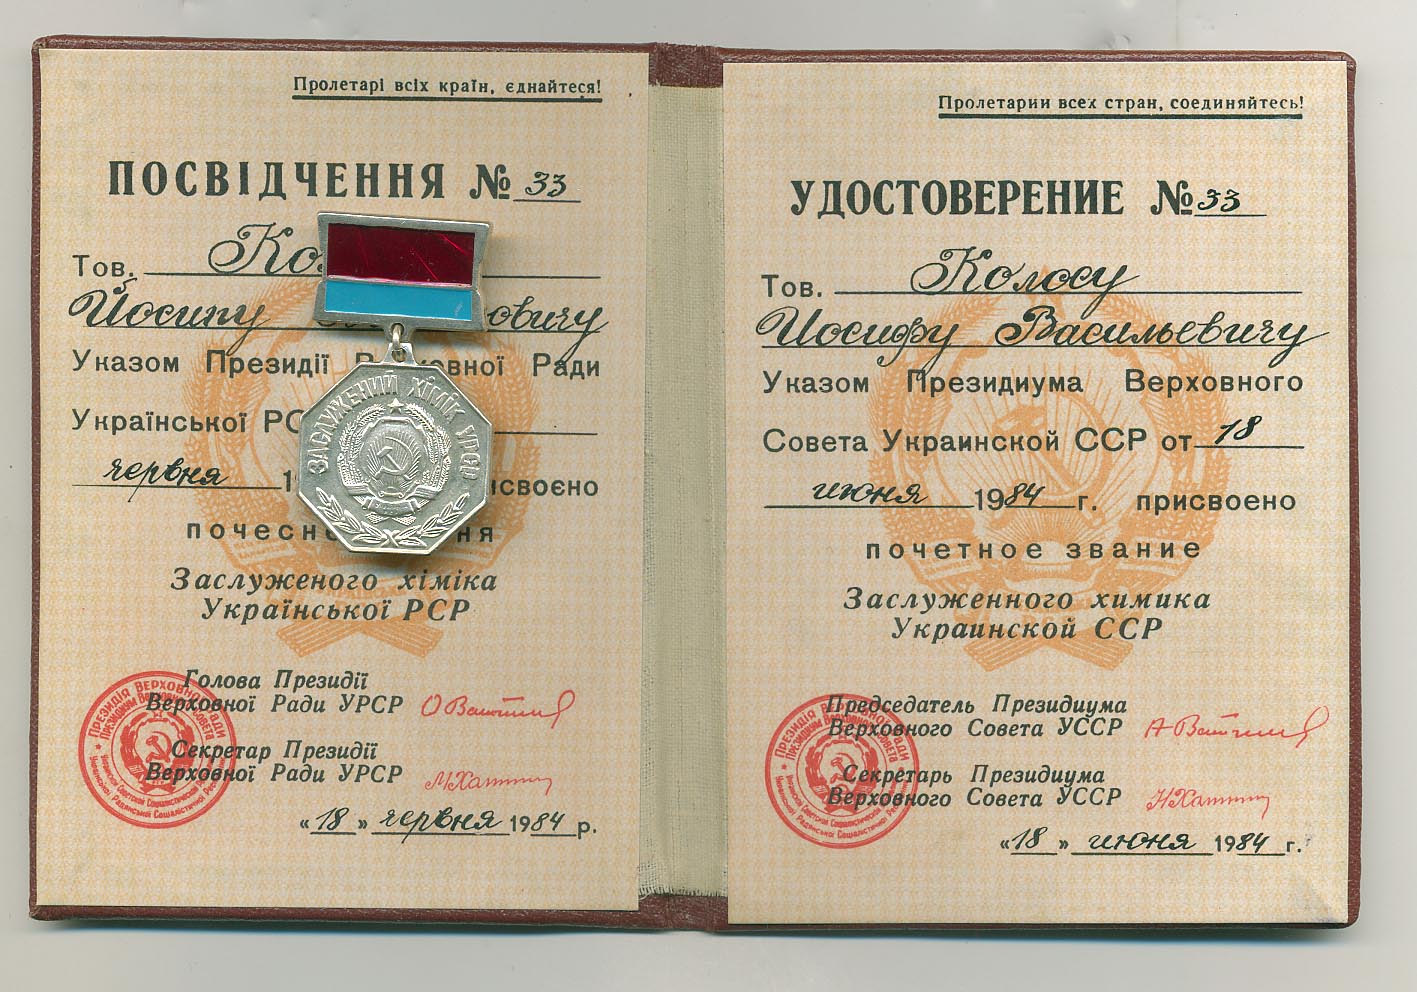 Пролетарі всіх країн, єднайтеся!
ПОСВІДЧЕННЯ № 33
Тов.
Йосипу
Указом Президії Ради
Української
червня
Заслуженого хіміка
Української РСР
Голова Президії
Верховної Ради УРСР
Секретар Президії
Верховної Ради УРСР
«18» червня 1984 р.
ЗАСЛУЖЕНИЙ ХІМІК УРСР
Пролетарии всех стран, соединяйтесь!
УДОСТОВЕРЕНИЕ № 33
Тов. Колосу
Иосифу Васильевичу
Указом Президиума Верховного
Совета Украинской ССР от 18
июня 1984 г. присвоено
почетное звание
Заслуженного химика
Украинской ССР
Председатель Президиума
Верховного Совета УССР
Секретарь Президиума
Верховного Совета УССР
«18» июня 1984 г.